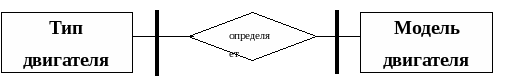 Тип
двигателя
определя
ет
Модель
двигателя